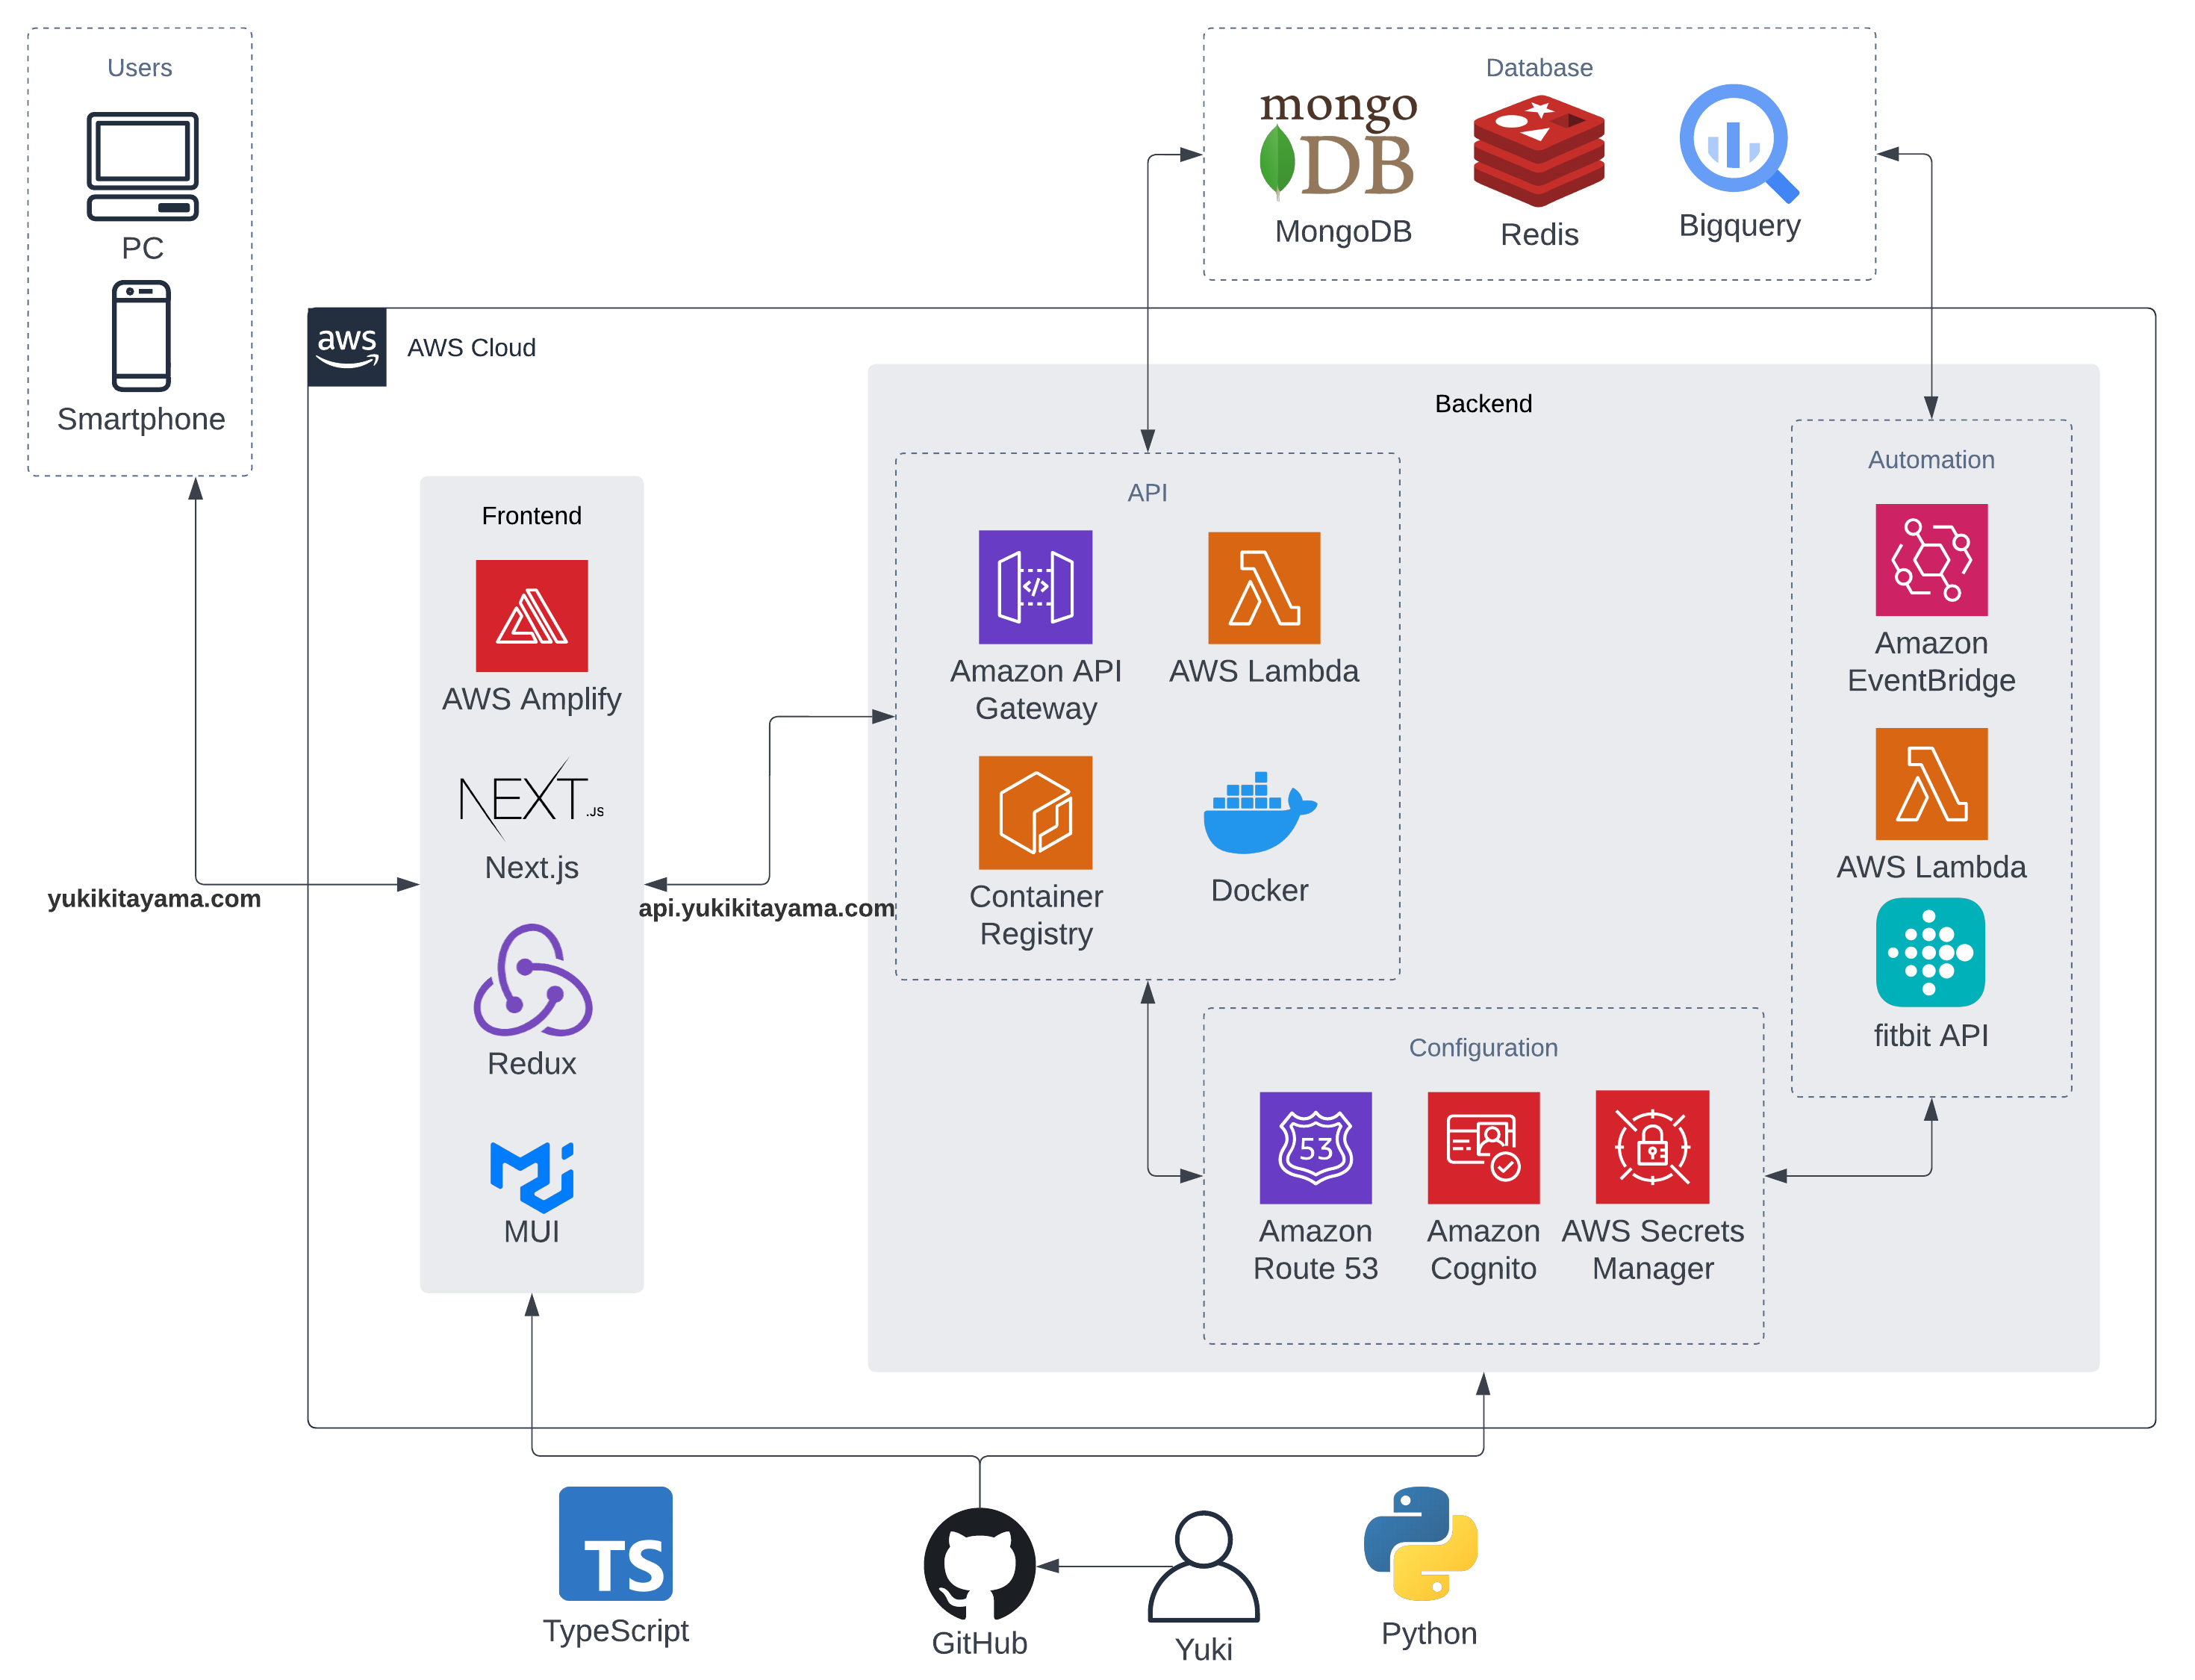 Users
PC
Smartphone
Database
mongo
DB
MongoDB
Redis
Bigquery
aws
AWS Cloud
Backend
Frontend
AWS Amplify
NEXT.JS
Next.js
Redux
MUI
yukikitayama.com
api.yukikitayama.com
API
Amazon API
Gateway
AWS Lambda
Container
Registry
Docker
Automation
Amazon
EventBridge
AWS Lambda
fitbit API
Configuration
53
Amazon
Route 53
Amazon
Cognito
AWS Secrets
Manager
TS
TypeScript
GitHub
Yuki
Python